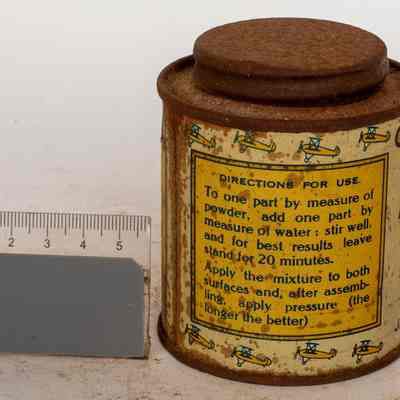 DIRECTIONS FOR USE.
To one part by measure of
powder, add one part by
measure of water : stir well,
and for best results leave
stand for 20 minutes.
Apply the mixture to both
surfaces and, after assemb-
ling, apply pressure (the
longer the better)
2 3 4 5